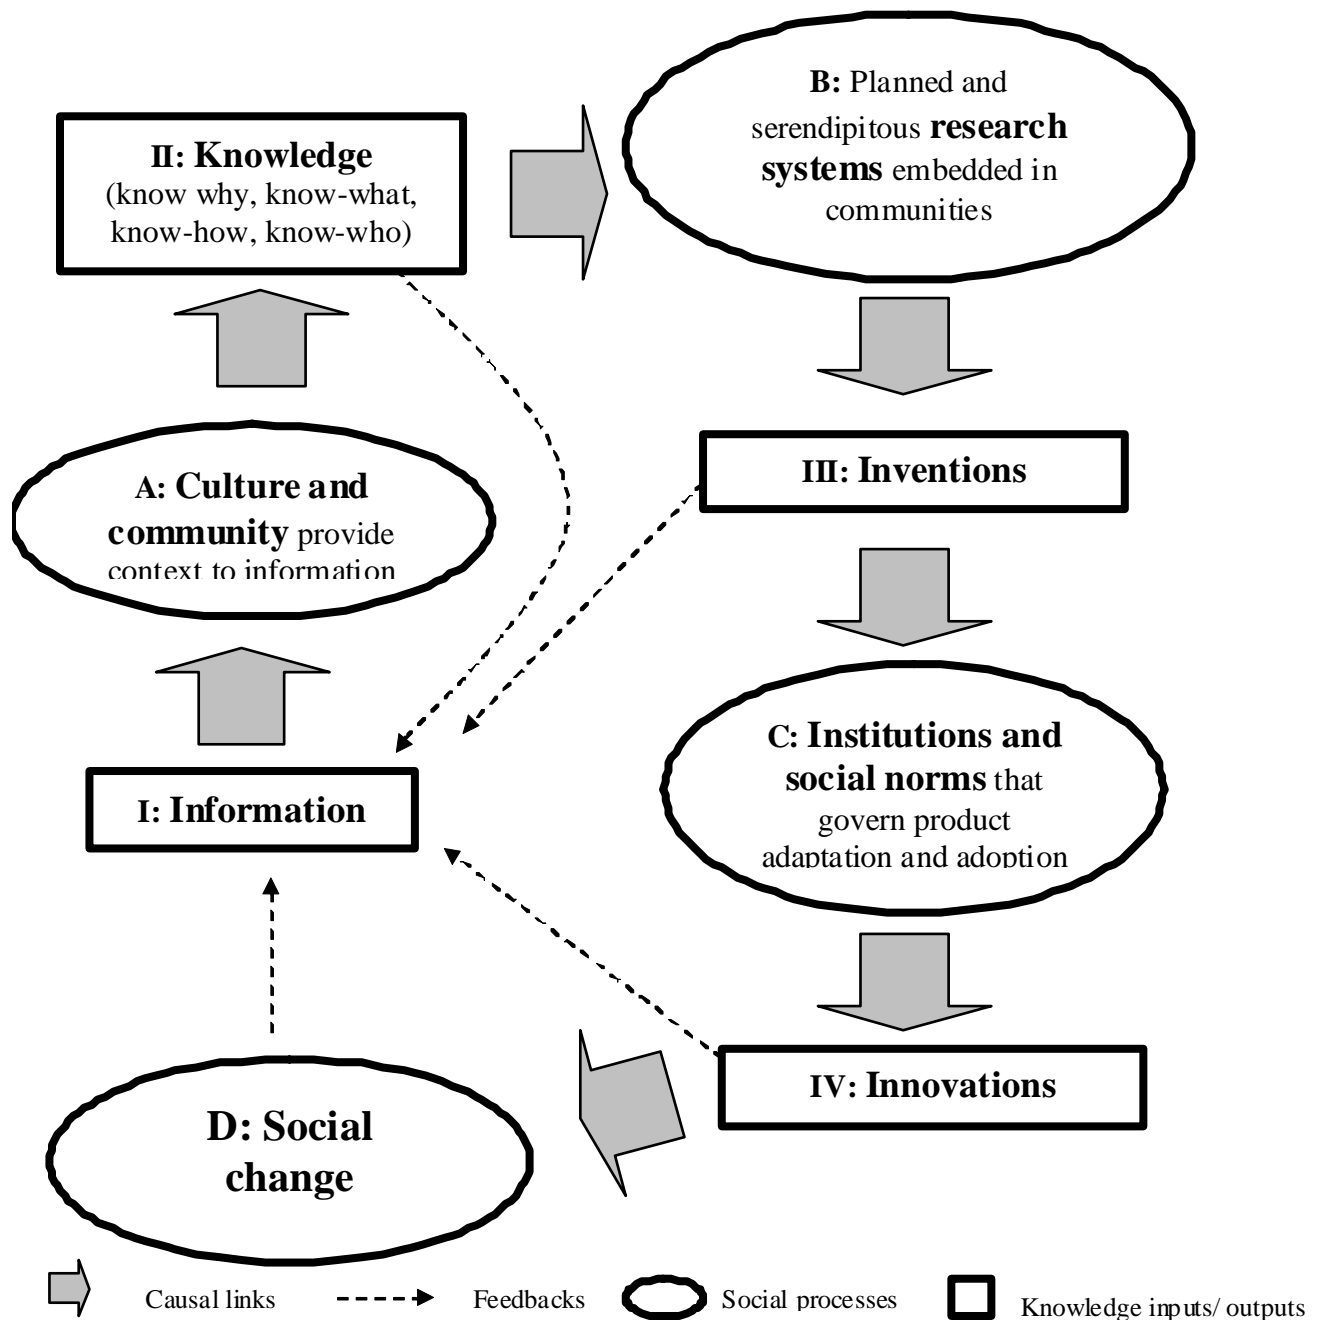 II: Knowledge
(know why, know-what,
know-how, know-who)
B: Planned and
serendipitous research
systems embedded in
communities
A: Culture and
community provide
context to information
III: Inventions
I: Information
C: Institutions and
social norms that
govern product
adaptation and adoption
IV: Innovations
D: Social
change
Causal links
Feedbacks
Social processes
Knowledge inputs/ outputs